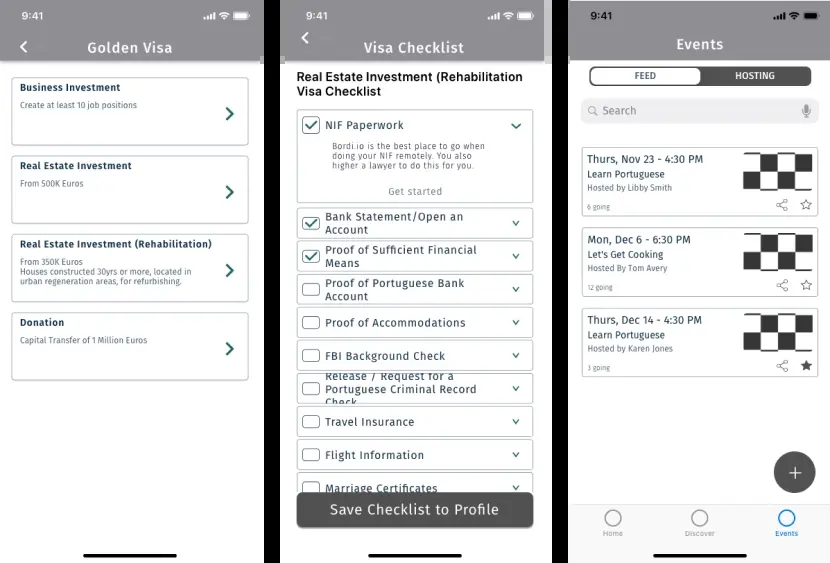 9:41
Golden Visa
Business Investment
Create at least 10 job positions
Real Estate Investment
From 500K Euros
Real Estate Investment (Rehabilitation)
From 350K Euros
Houses constructed 30yrs or more, located in
urban regeneration areas, for refurbishing.
Donation
Capital Transfer of 1 Million Euros
9:41
Visa Checklist
Real Estate Investment (Rehabilitation
Visa Checklist
NIF Paperwork
Bordi.io is the best place to go when
doing your NIF remotely. You also
higher a lawyer to do this for you.
Get started
Bank Statement/Open an
Account
Proof of Sufficient Financial
Means
Proof of Portuguese Bank
Account
Proof of Accommodations
FBI Background Check
Release / Request for a
Portuguese Criminal Record
Check
Travel Insurance
Flight Information
Marriage Certificates
Save Checklist to Profile
9:41
Events
FEED HOSTING
Search
Thurs, Nov 23 - 4:30 PM
Learn Portuguese
Hosted by Libby Smith
6 going
Mon, Dec 6 - 6:30 PM
Let's Get Cooking
Hosted By Tom Avery
12 going
Thurs, Dec 14 - 4:30 PM
Learn Portuguese
Hosted by Karen Jones
3 going
Home Discover Events